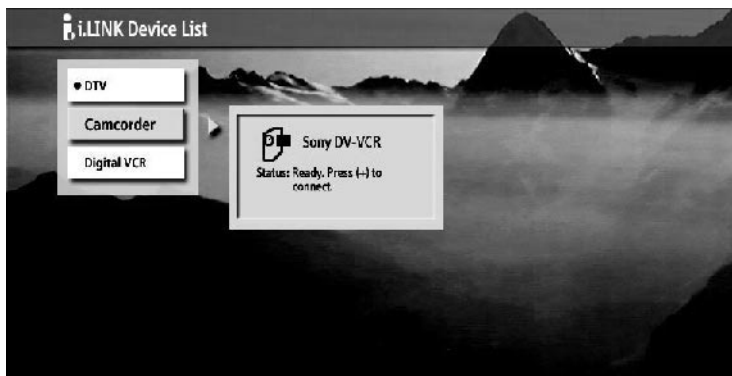 i.LINK Device List
DTV
Camcorder
Digital VCR
Sony DV-VCR
Status: Ready. Press (+) to
connect.